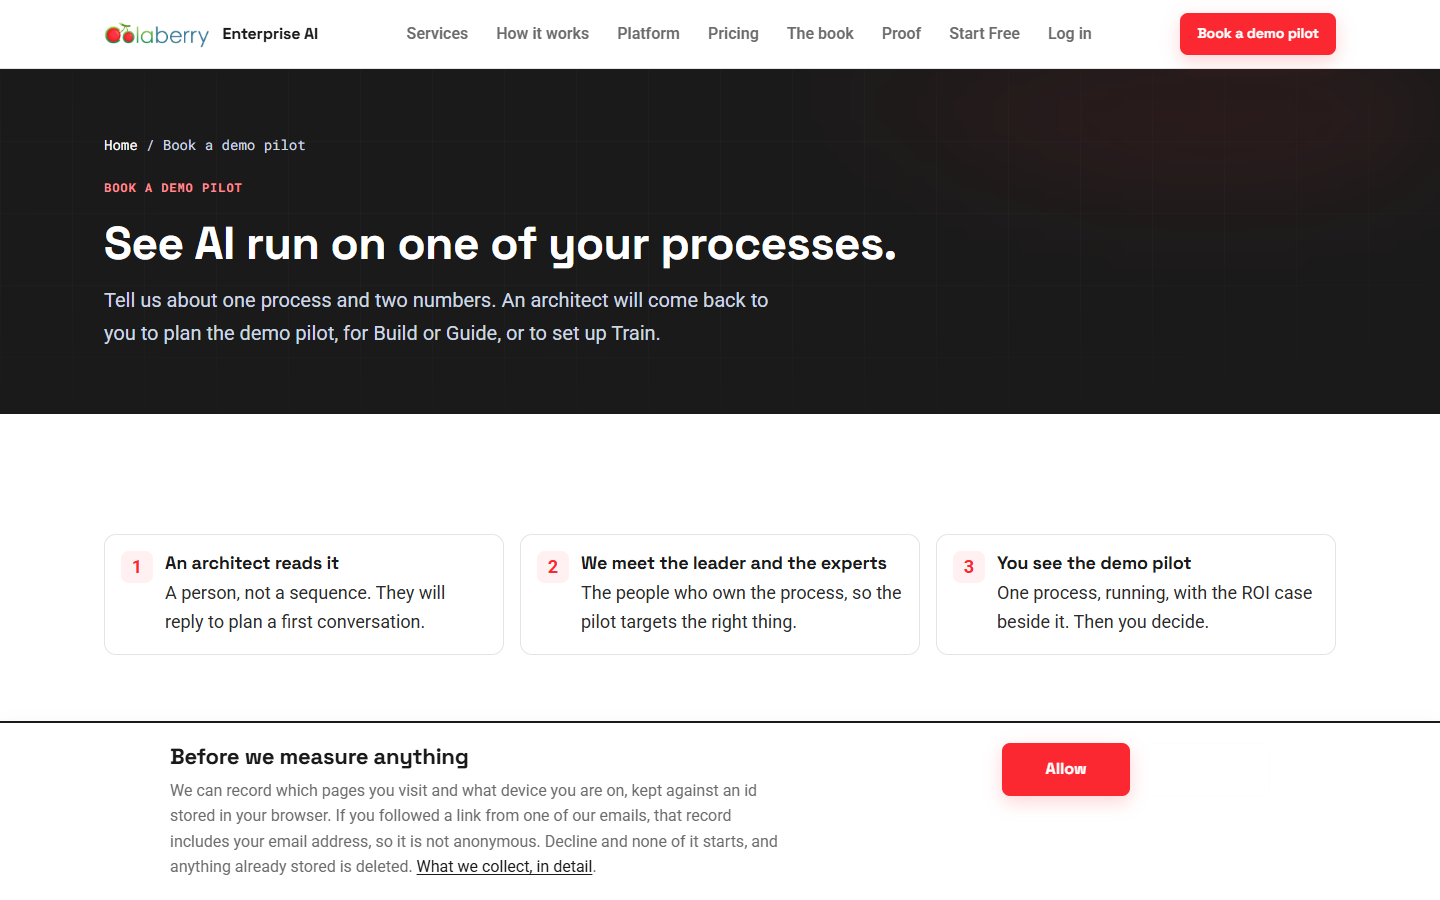 laberry Enterprise AI Services How it works Platform Pricing The book Proof Start Free Log in Book a demo pilot
Home / Book a demo pilot
BOOK A DEMO PILOT
See AI run on one of your processes.
Tell us about one process and two numbers. An architect will come back to
you to plan the demo pilot, for Build or Guide, or to set up Train.
1 An architect reads it
A person, not a sequence. They will
reply to plan a first conversation.
2 We meet the leader and the experts
The people who own the process, so the
pilot targets the right thing.
3 You see the demo pilot
One process, running, with the ROI case
beside it. Then you decide.
Before we measure anything
We can record which pages you visit and what device you are on, kept against an id
stored in your browser. If you followed a link from one of our emails, that record
includes your email address, so it is not anonymous. Decline and none of it starts, and
anything already stored is deleted. What we collect, in detail.
Allow